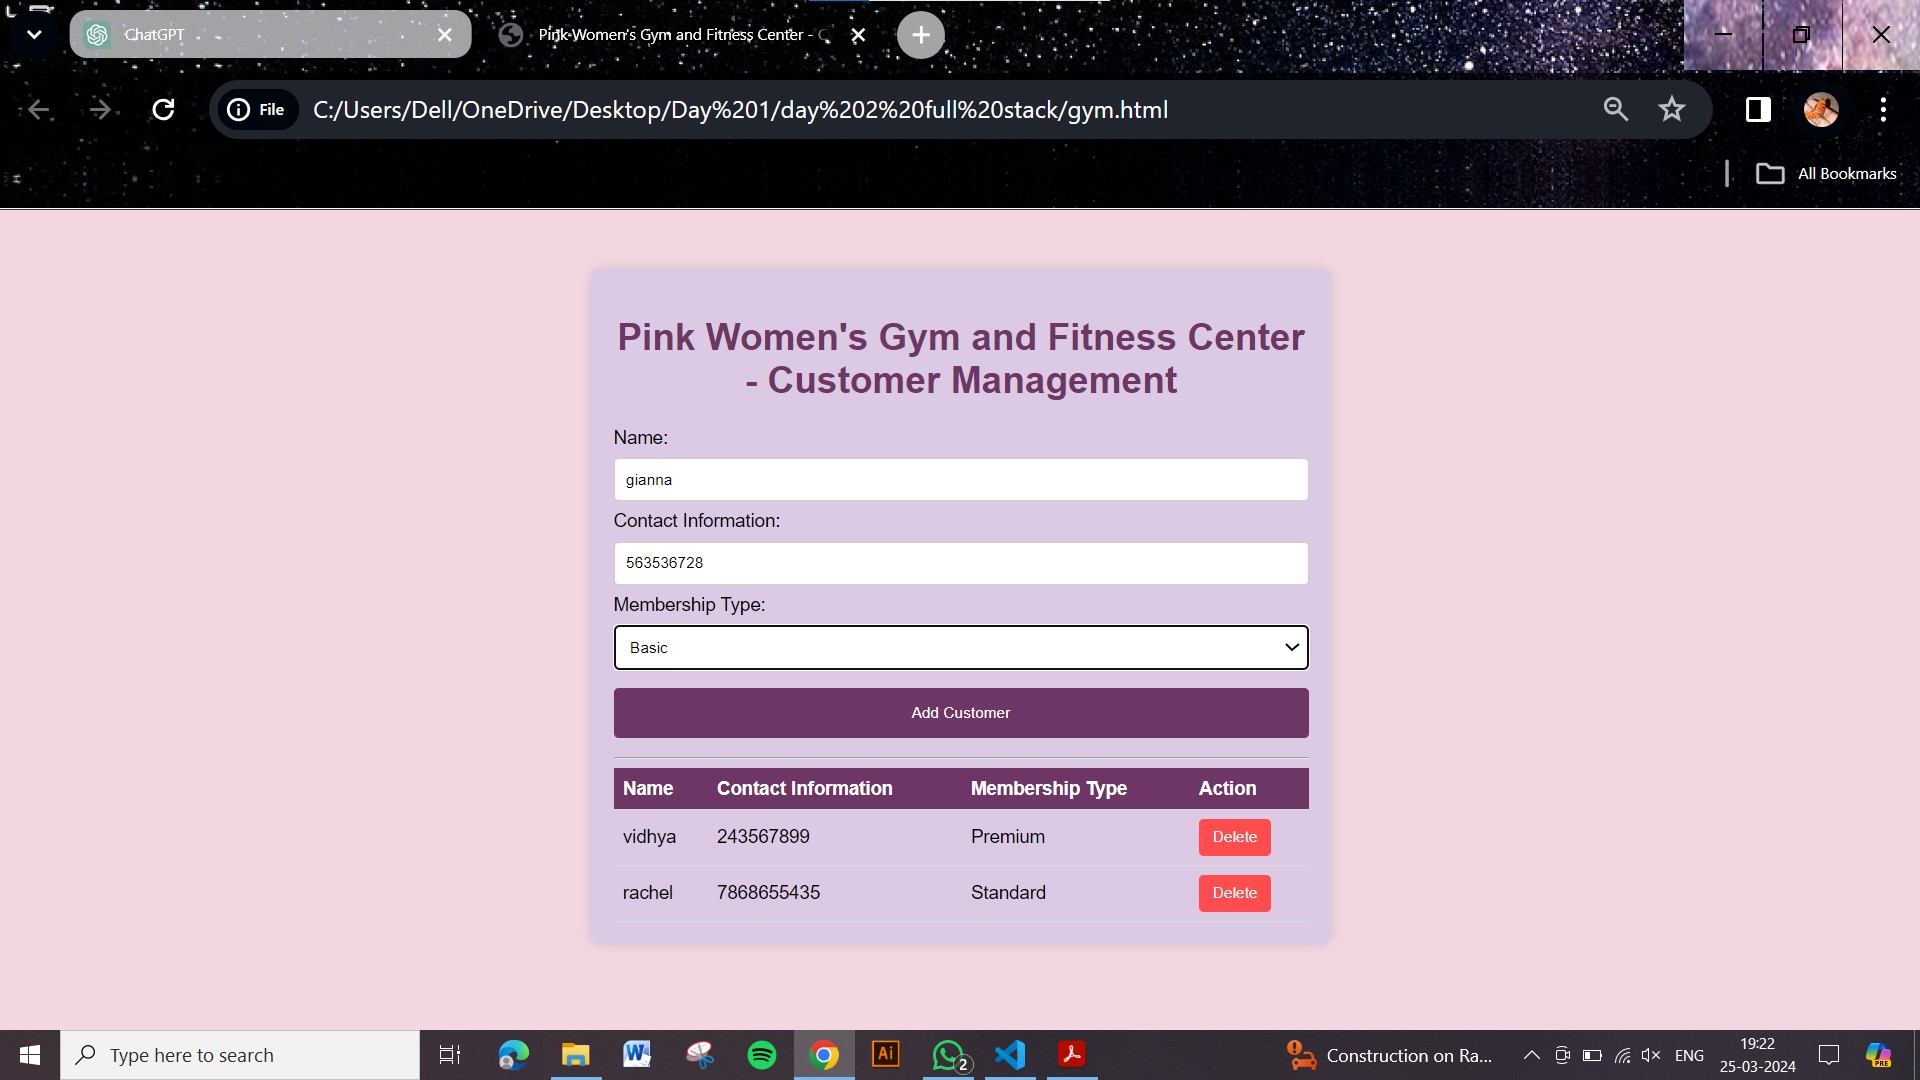 ChatGPT
Pink Women's Gym and Fitness Center - C
File
C:/Users/Dell/OneDrive/Desktop/Day%201/day%202%20full%20stack/gym.html
All Bookmarks
Pink Women's Gym and Fitness Center
- Customer Management
Name:
gianna
Contact Information:
563536728
Membership Type:
Basic
Add Customer
Name Contact Information Membership Type Action
vidhya 243567899 Premium Delete
rachel 7868655435 Standard Delete
Type here to search
W
Ai
2
Construction on Ra...
ENG
19:22
25-03-2024
PRE